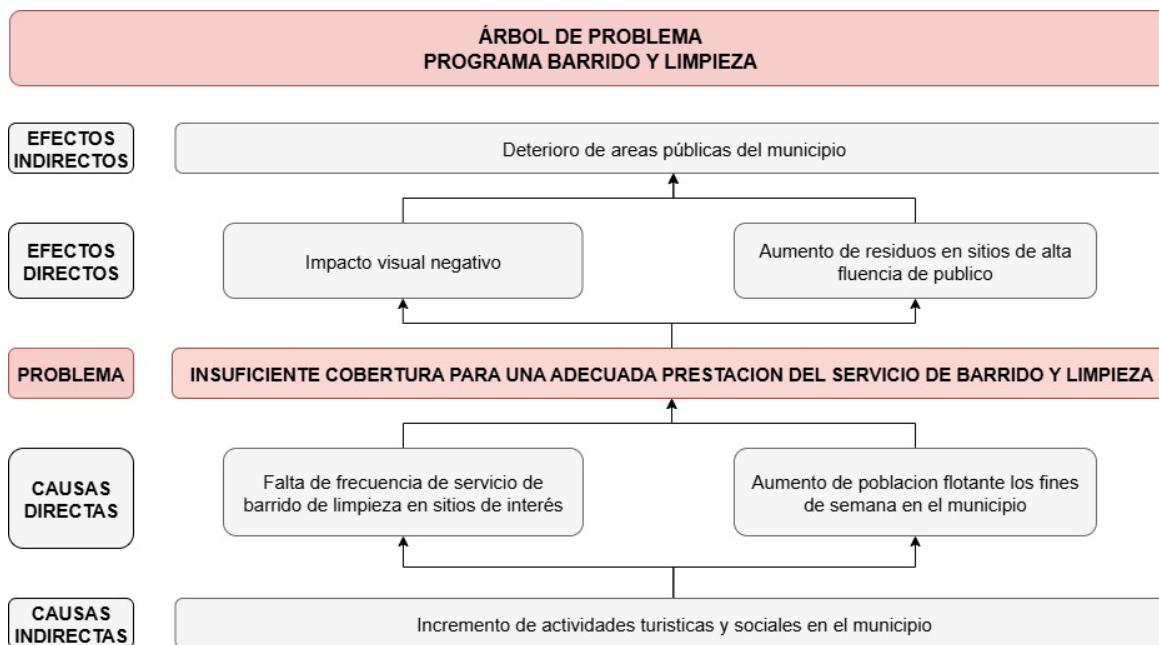 ÁRBOL DE PROBLEMA
PROGRAMA BARRIDO Y LIMPIEZA
EFECTOS
INDIRECTOS
Deterioro de areas públicas del municipio
EFECTOS
DIRECTOS
Impacto visual negativo
Aumento de residuos en sitios de alta
fluencia de publico
PROBLEMA
INSUFICIENTE COBERTURA PARA UNA ADECUADA PRESTACION DEL SERVICIO DE BARRIDO Y LIMPIEZA
CAUSAS
DIRECTAS
Falta de frecuencia de servicio de
barrido de limpieza en sitios de interés
Aumento de poblacion flotante los fines
de semana en el municipio
CAUSAS
INDIRECTAS
Incremento de actividades turisticas y sociales en el municipio